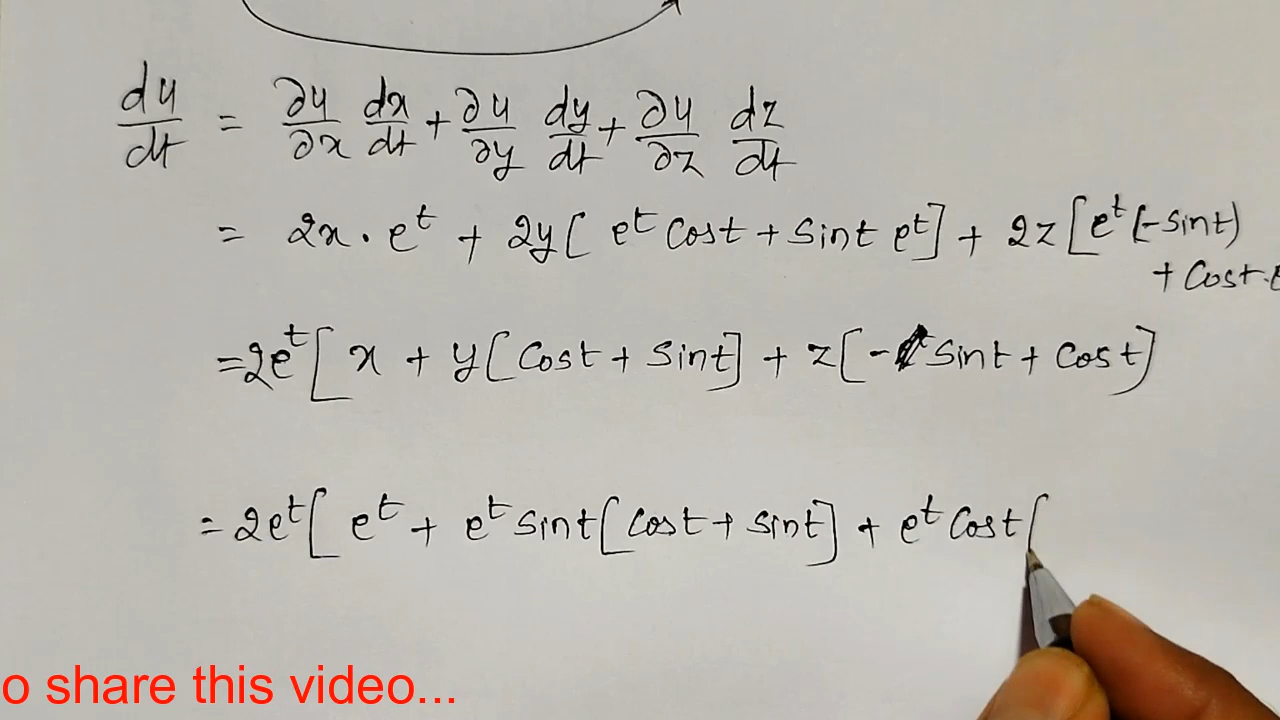 du/dt = ∂u/∂x dx/dt + ∂u/∂y dy/dt + ∂u/∂z dz/dt
= 2x · e^t + 2y [ e^t cost + sint e^t ] + 2z [ e^t (-sint)
+ cost.
= 2e^t [ x + y [ cost + sint ] + z [ - sint + cost ]
= 2e^t [ e^t + e^t sint [ cost + sint ] + e^t cost [
o share this video...